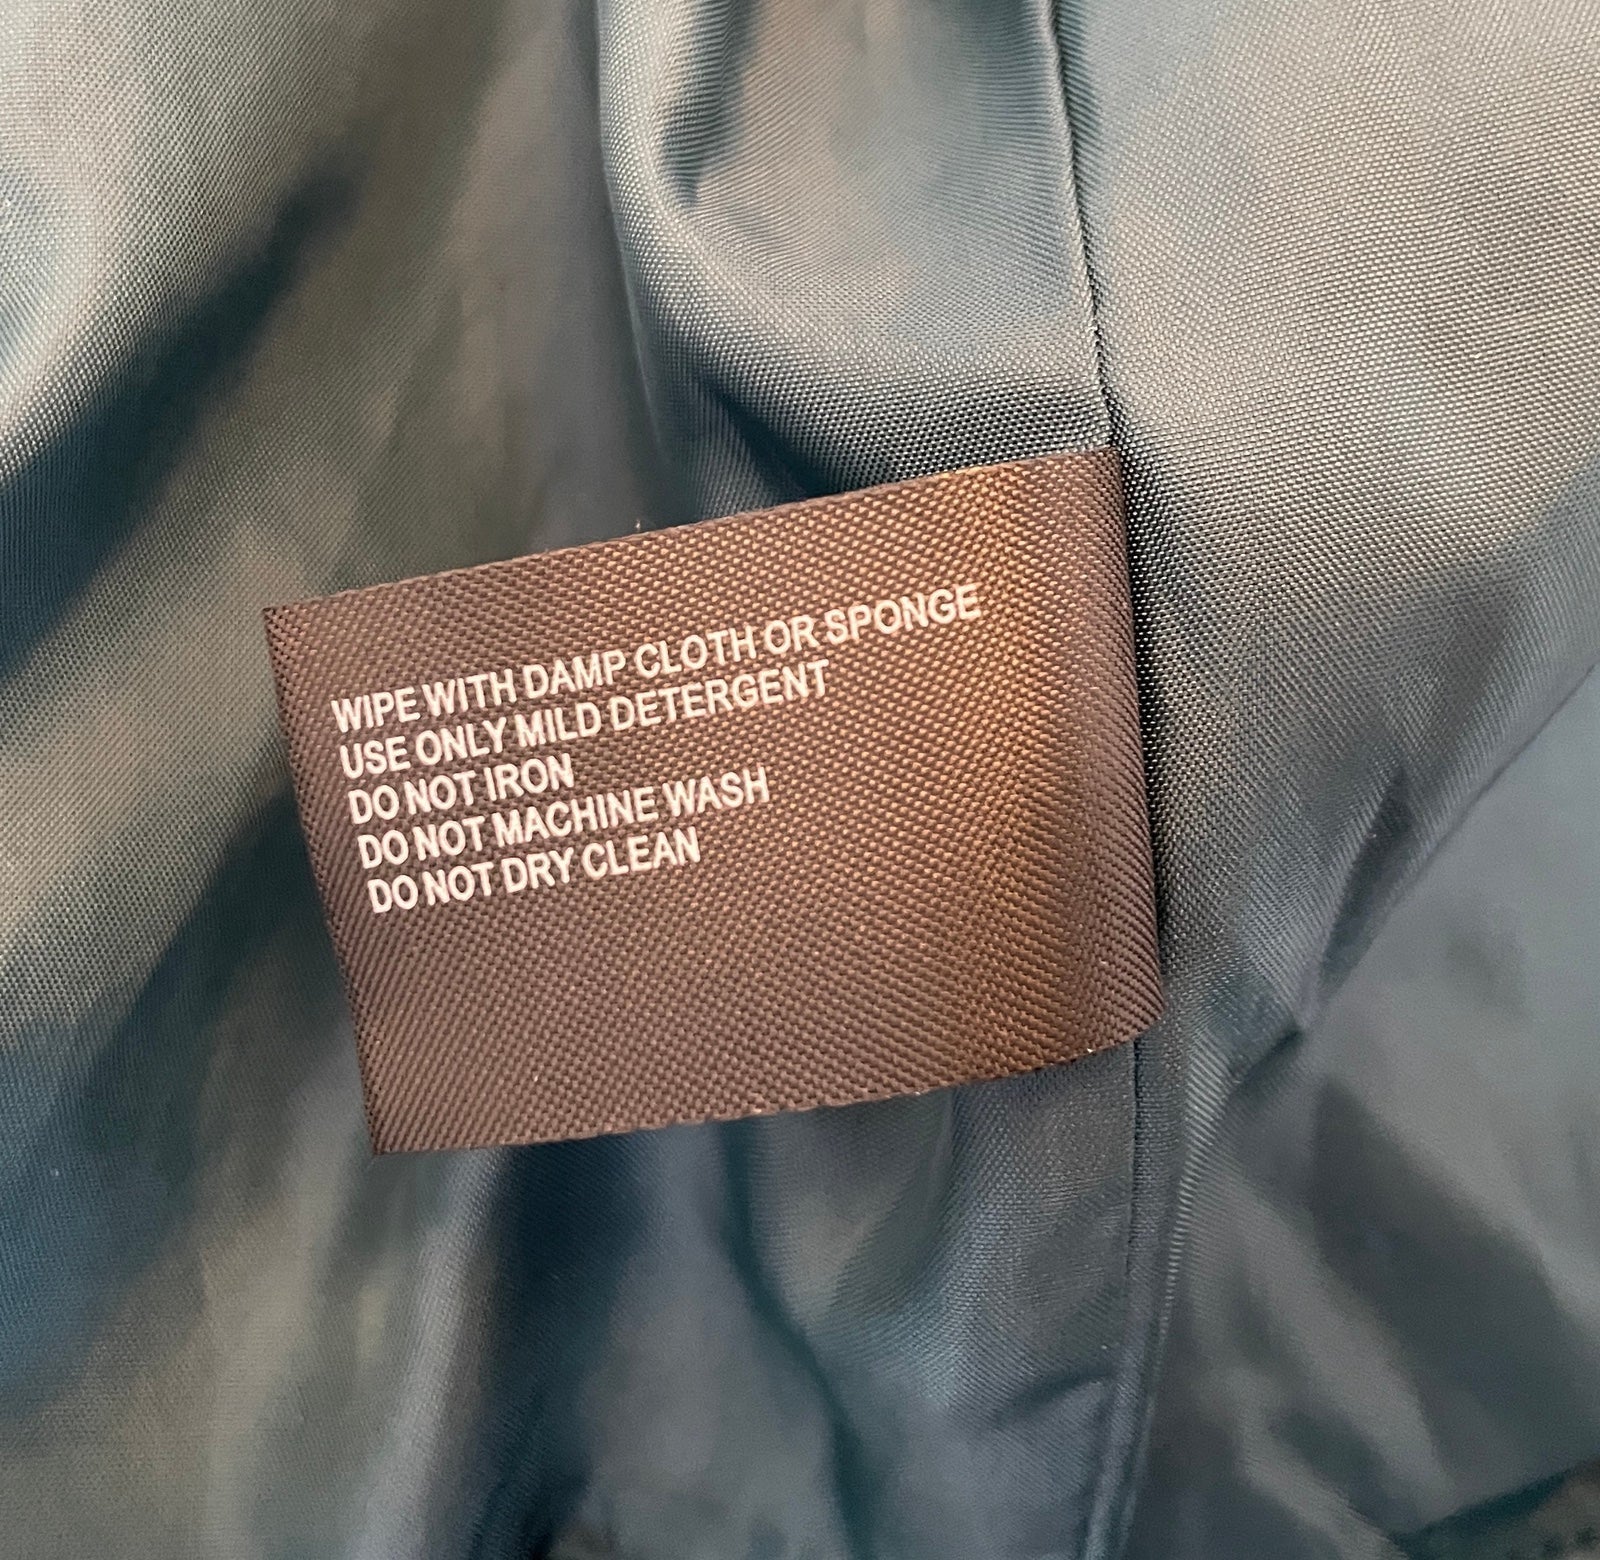 WIPE WITH DAMP CLOTH OR SPONGE
USE ONLY MILD DETERGENT
DO NOT IRON
DO NOT MACHINE WASH
DO NOT DRY CLEAN